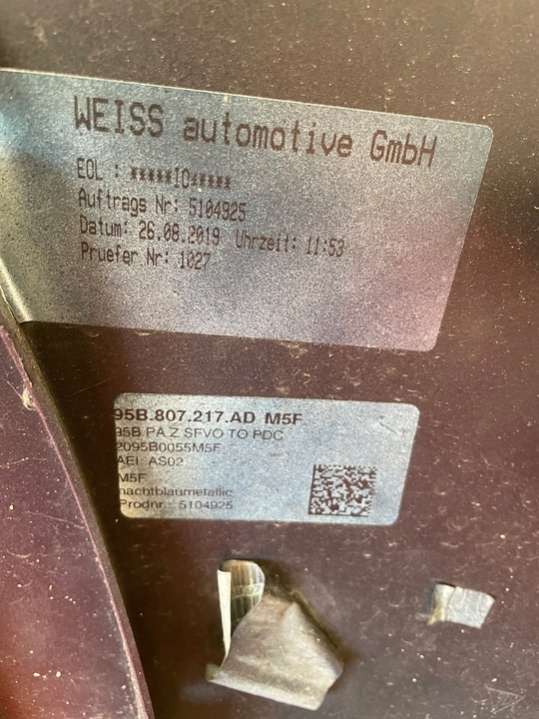 WEISS automotive GmbH
EOL : *****IO*****
Auftrags Nr: 5104925
Datum: 26.08.2019 Uhrzeit: 11:53
Pruefer Nr: 1027
95B.807.217.AD M5F
95B PA Z SFVO TO PDC
2095B0055M5F
AEI: AS02
M5F
nachtblaumetallic
Prodnr.: 5104925